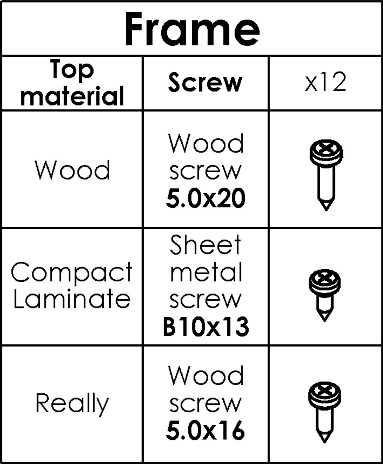 Frame
Top
material
Screw
x12
Wood
Wood
screw
5.0x20
Compact
Laminate
Sheet
metal
screw
B10x13
Really
Wood
screw
5.0x16